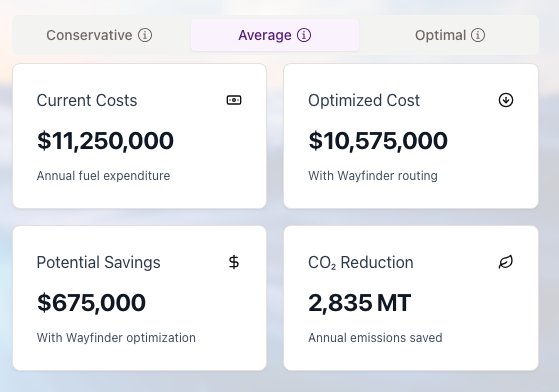 Conservative Average Optimal
Current Costs
$11,250,000
Annual fuel expenditure
Optimized Cost
$10,575,000
With Wayfinder routing
Potential Savings
$675,000
With Wayfinder optimization
CO₂ Reduction
2,835 MT
Annual emissions saved